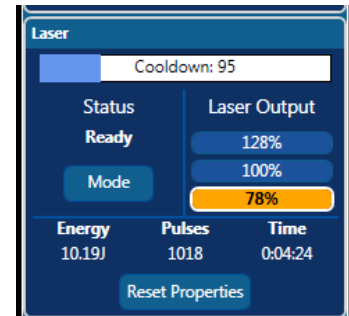 Laser
Cooldown: 95
Status
Ready
Mode
Laser Output
128%
100%
78%
Energy Pulses Time
10.19J 1018 0:04:24
Reset Properties